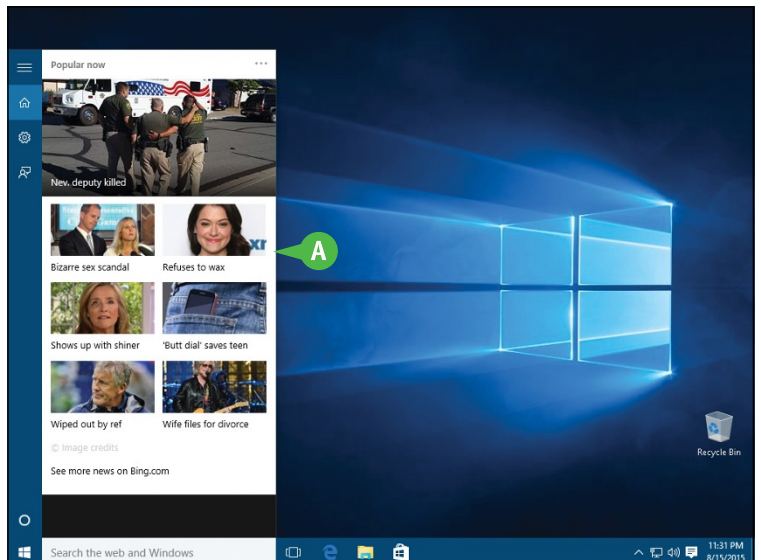 Popular now
Nev. deputy killed
Bizarre sex scandal
Refuses to wax
A
Shows up with shiner
'Butt dial' saves teen
Wiped out by ref
Wife files for divorce
© Image credits
See more news on Bing.com
Recycle Bin
Search the web and Windows
11:31 PM
8/15/2015